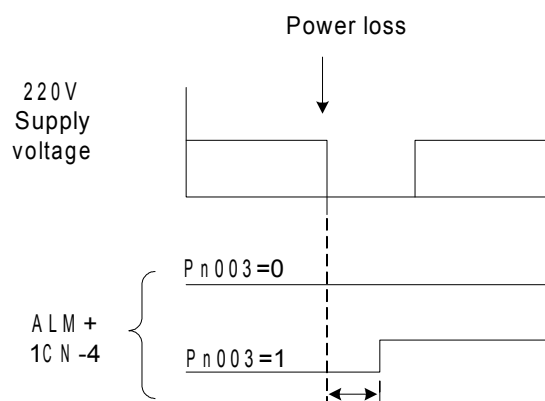 Power loss
220V
Supply
voltage
Pn003=0
ALM+
1CN-4
Pn003=1